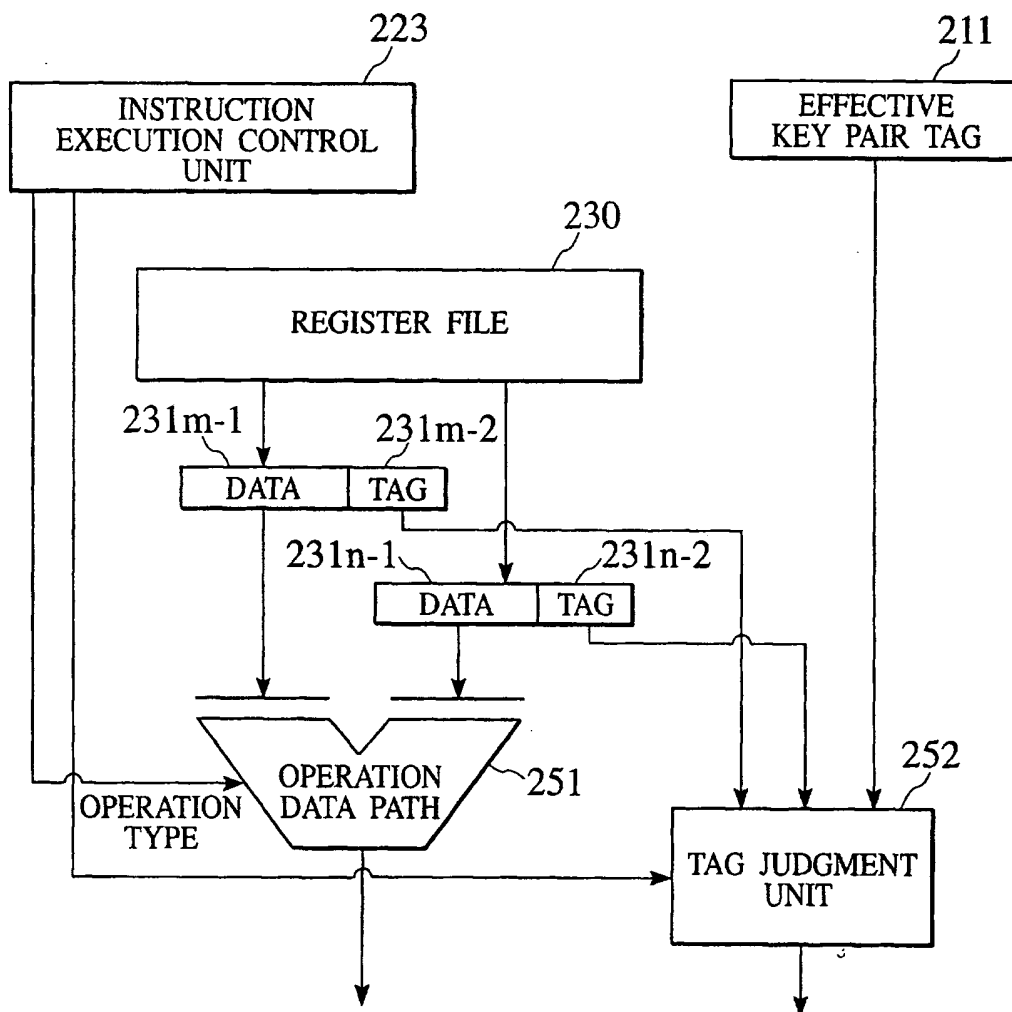 223
211
INSTRUCTION
EXECUTION CONTROL
UNIT
EFFECTIVE
KEY PAIR TAG
230
REGISTER FILE
231m-1
231m-2
DATA
TAG
231n-1
231n-2
DATA
TAG
OPERATION
DATA PATH
251
252
OPERATION
TYPE
TAG JUDGMENT
UNIT